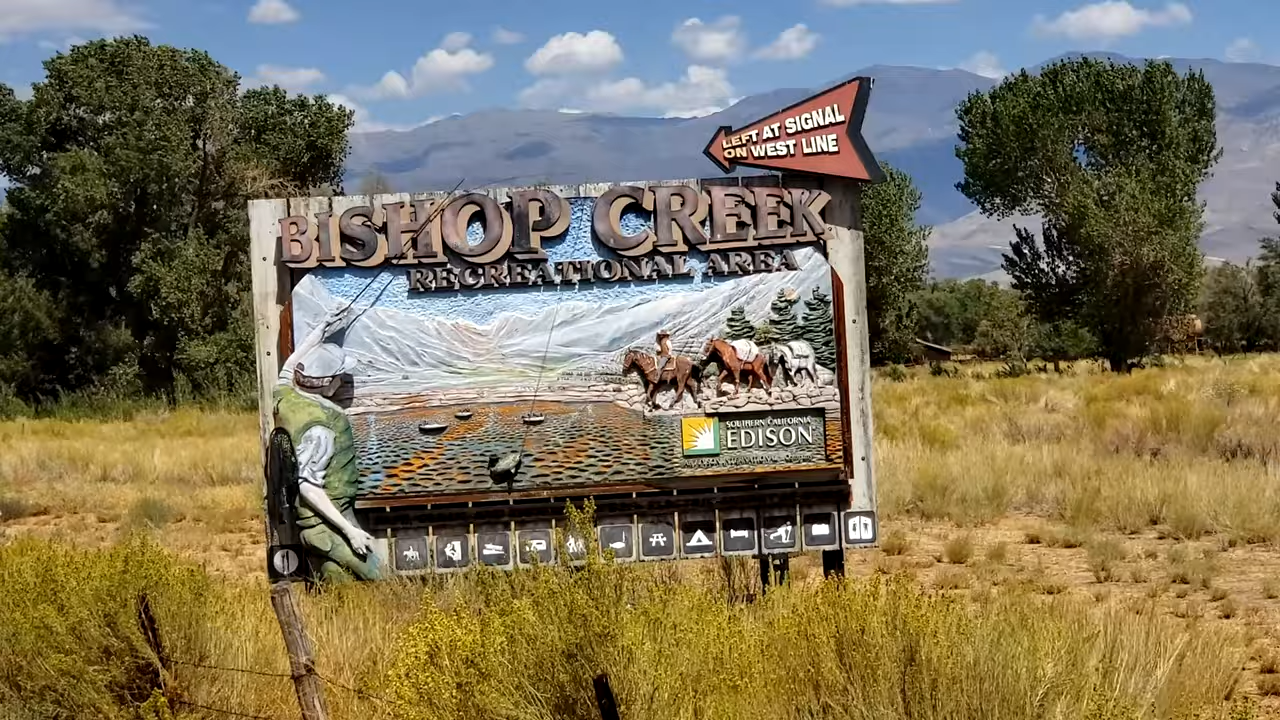 LEFT AT SIGNAL
ON WEST LINE
BISHOP CREEK
RECREATIONAL AREA
SOUTHERN CALIFORNIA
EDISON